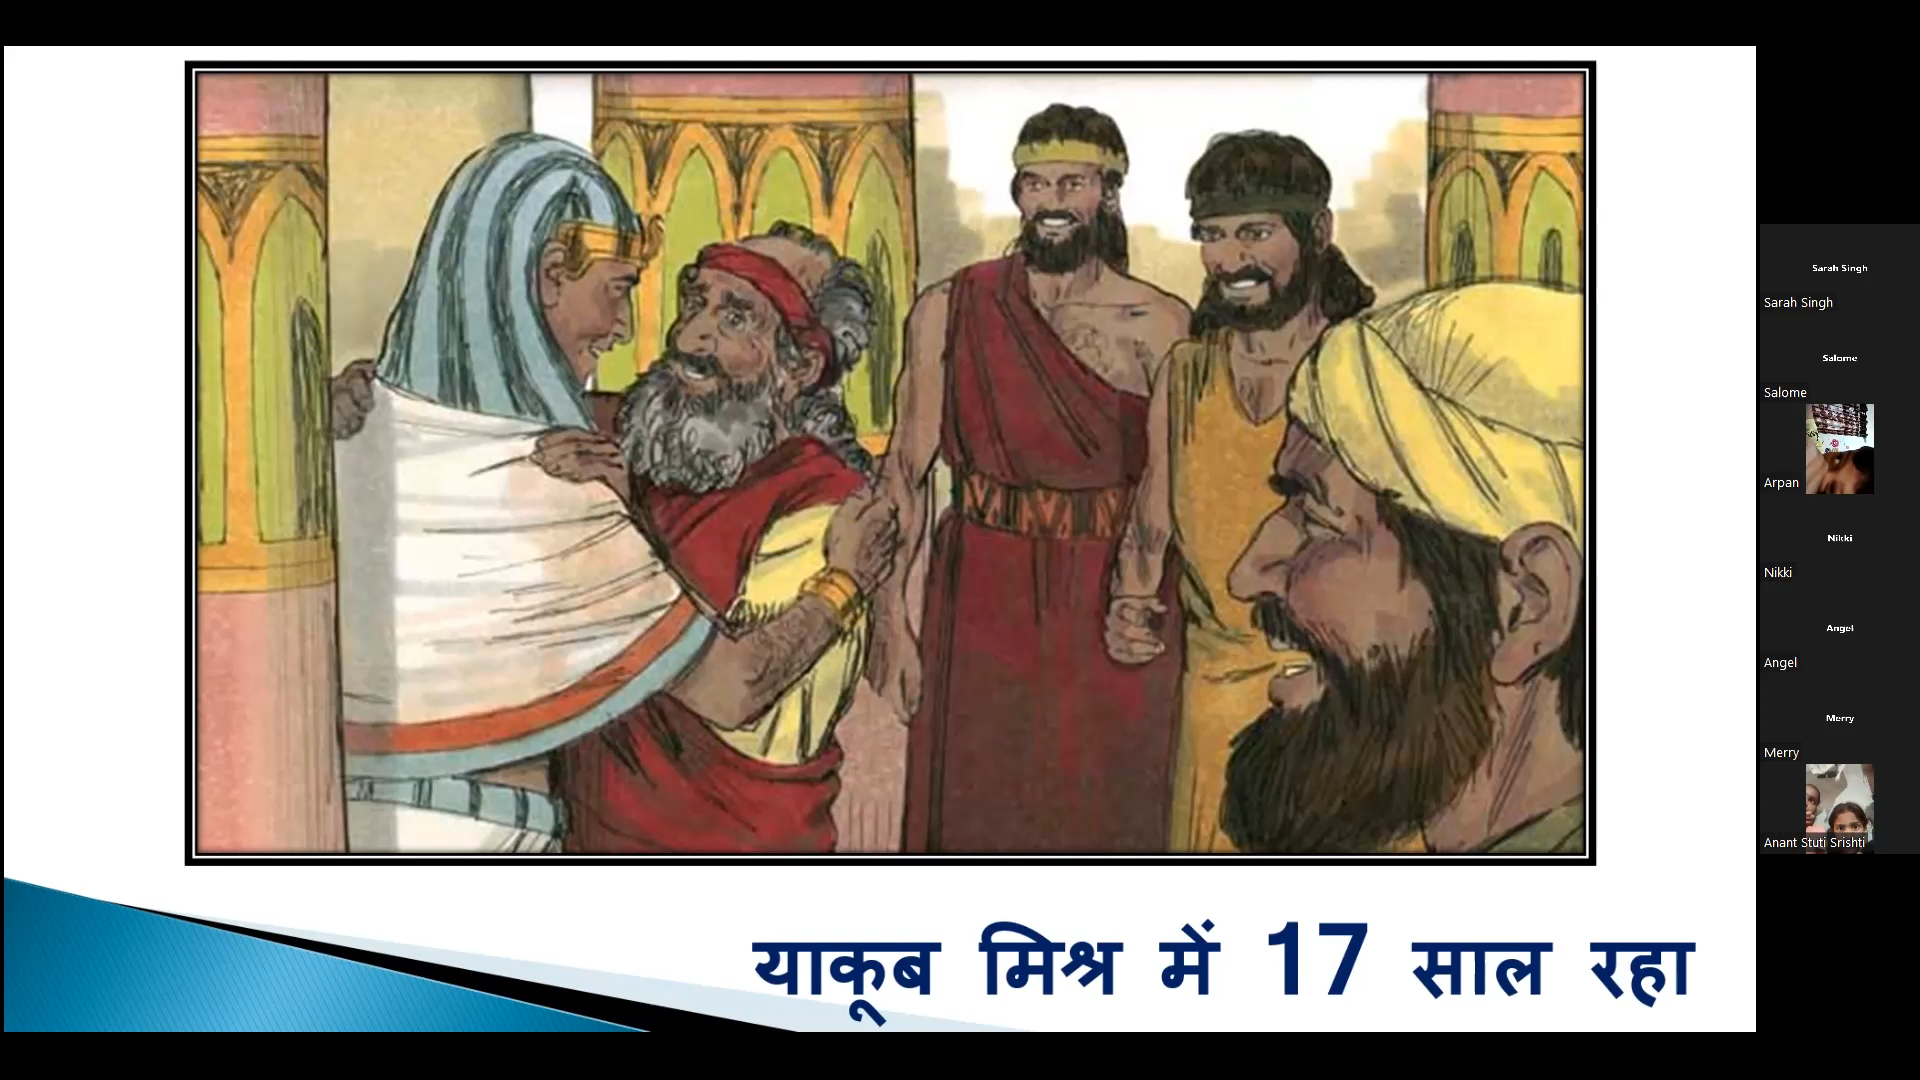 याकूब मिश्र में 17 साल रहा
Sarah Singh
Sarah Singh
Salome
Salome
Arpan
Nikki
Nikki
Angel
Angel
Merry
Merry
Anant Stuti Srishti